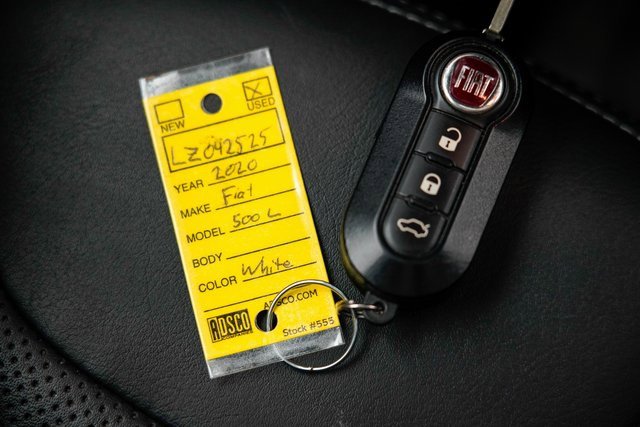 NEW USED
LZ042525
YEAR 2020
MAKE Fiat
MODEL 500 L
BODY
COLOR White
ADSCO.COM
ADSCO
Stock #555
FIAT